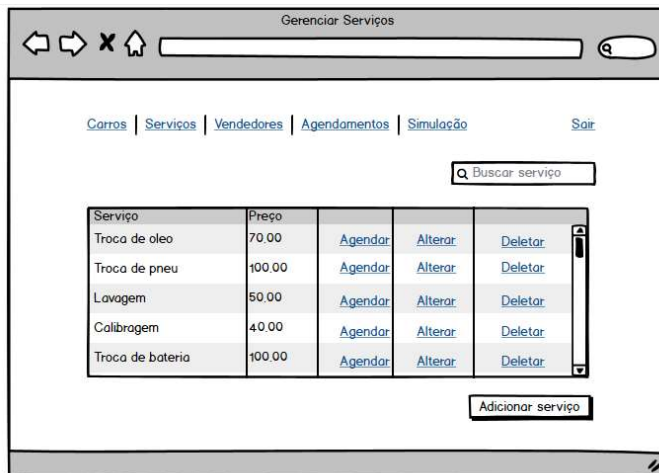 Gerenciar Serviços
Carros Serviços Vendedores Agendamentos Simulação Sair
Buscar serviço
Serviço Preço
Troca de oleo 70,00 Agendar Alterar Deletar
Troca de pneu 100,00 Agendar Alterar Deletar
Lavagem 50,00 Agendar Alterar Deletar
Calibragem 40,00 Agendar Alterar Deletar
Troca de bateria 100,00 Agendar Alterar Deletar
Adicionar serviço